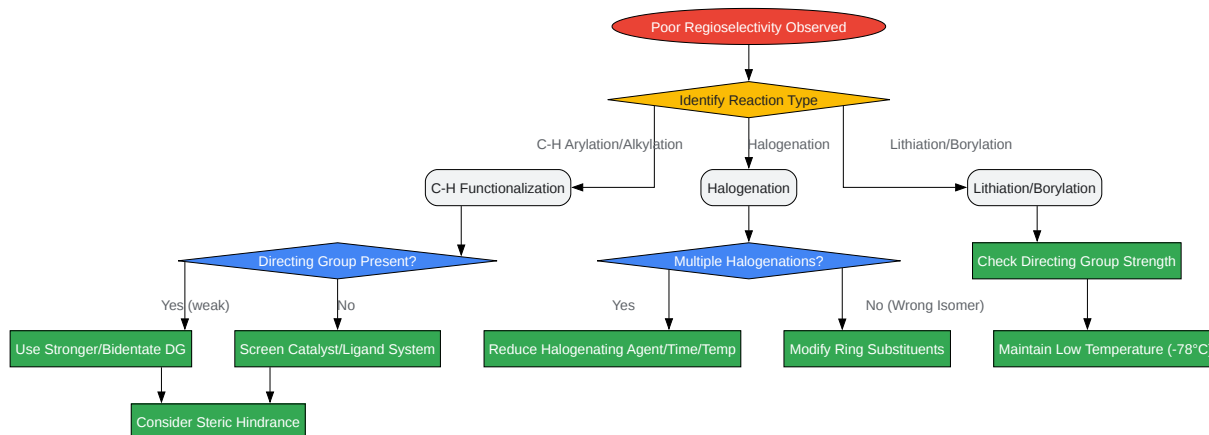 Poor Regioselectivity Observed
Identify Reaction Type
C-H Arylation/Alkylation
Halogenation
Lithiation/Borylation
C-H Functionalization
Halogenation
Lithiation/Borylation
Directing Group Present?
Multiple Halogenations?
Check Directing Group Strength
Yes (weak)
No
Yes
No (Wrong Isomer)
Use Stronger/Bidentate DG
Screen Catalyst/Ligand System
Reduce Halogenating Agent/Time/Temp
Modify Ring Substituents
Maintain Low Temperature (-78°C)
Consider Steric Hindrance